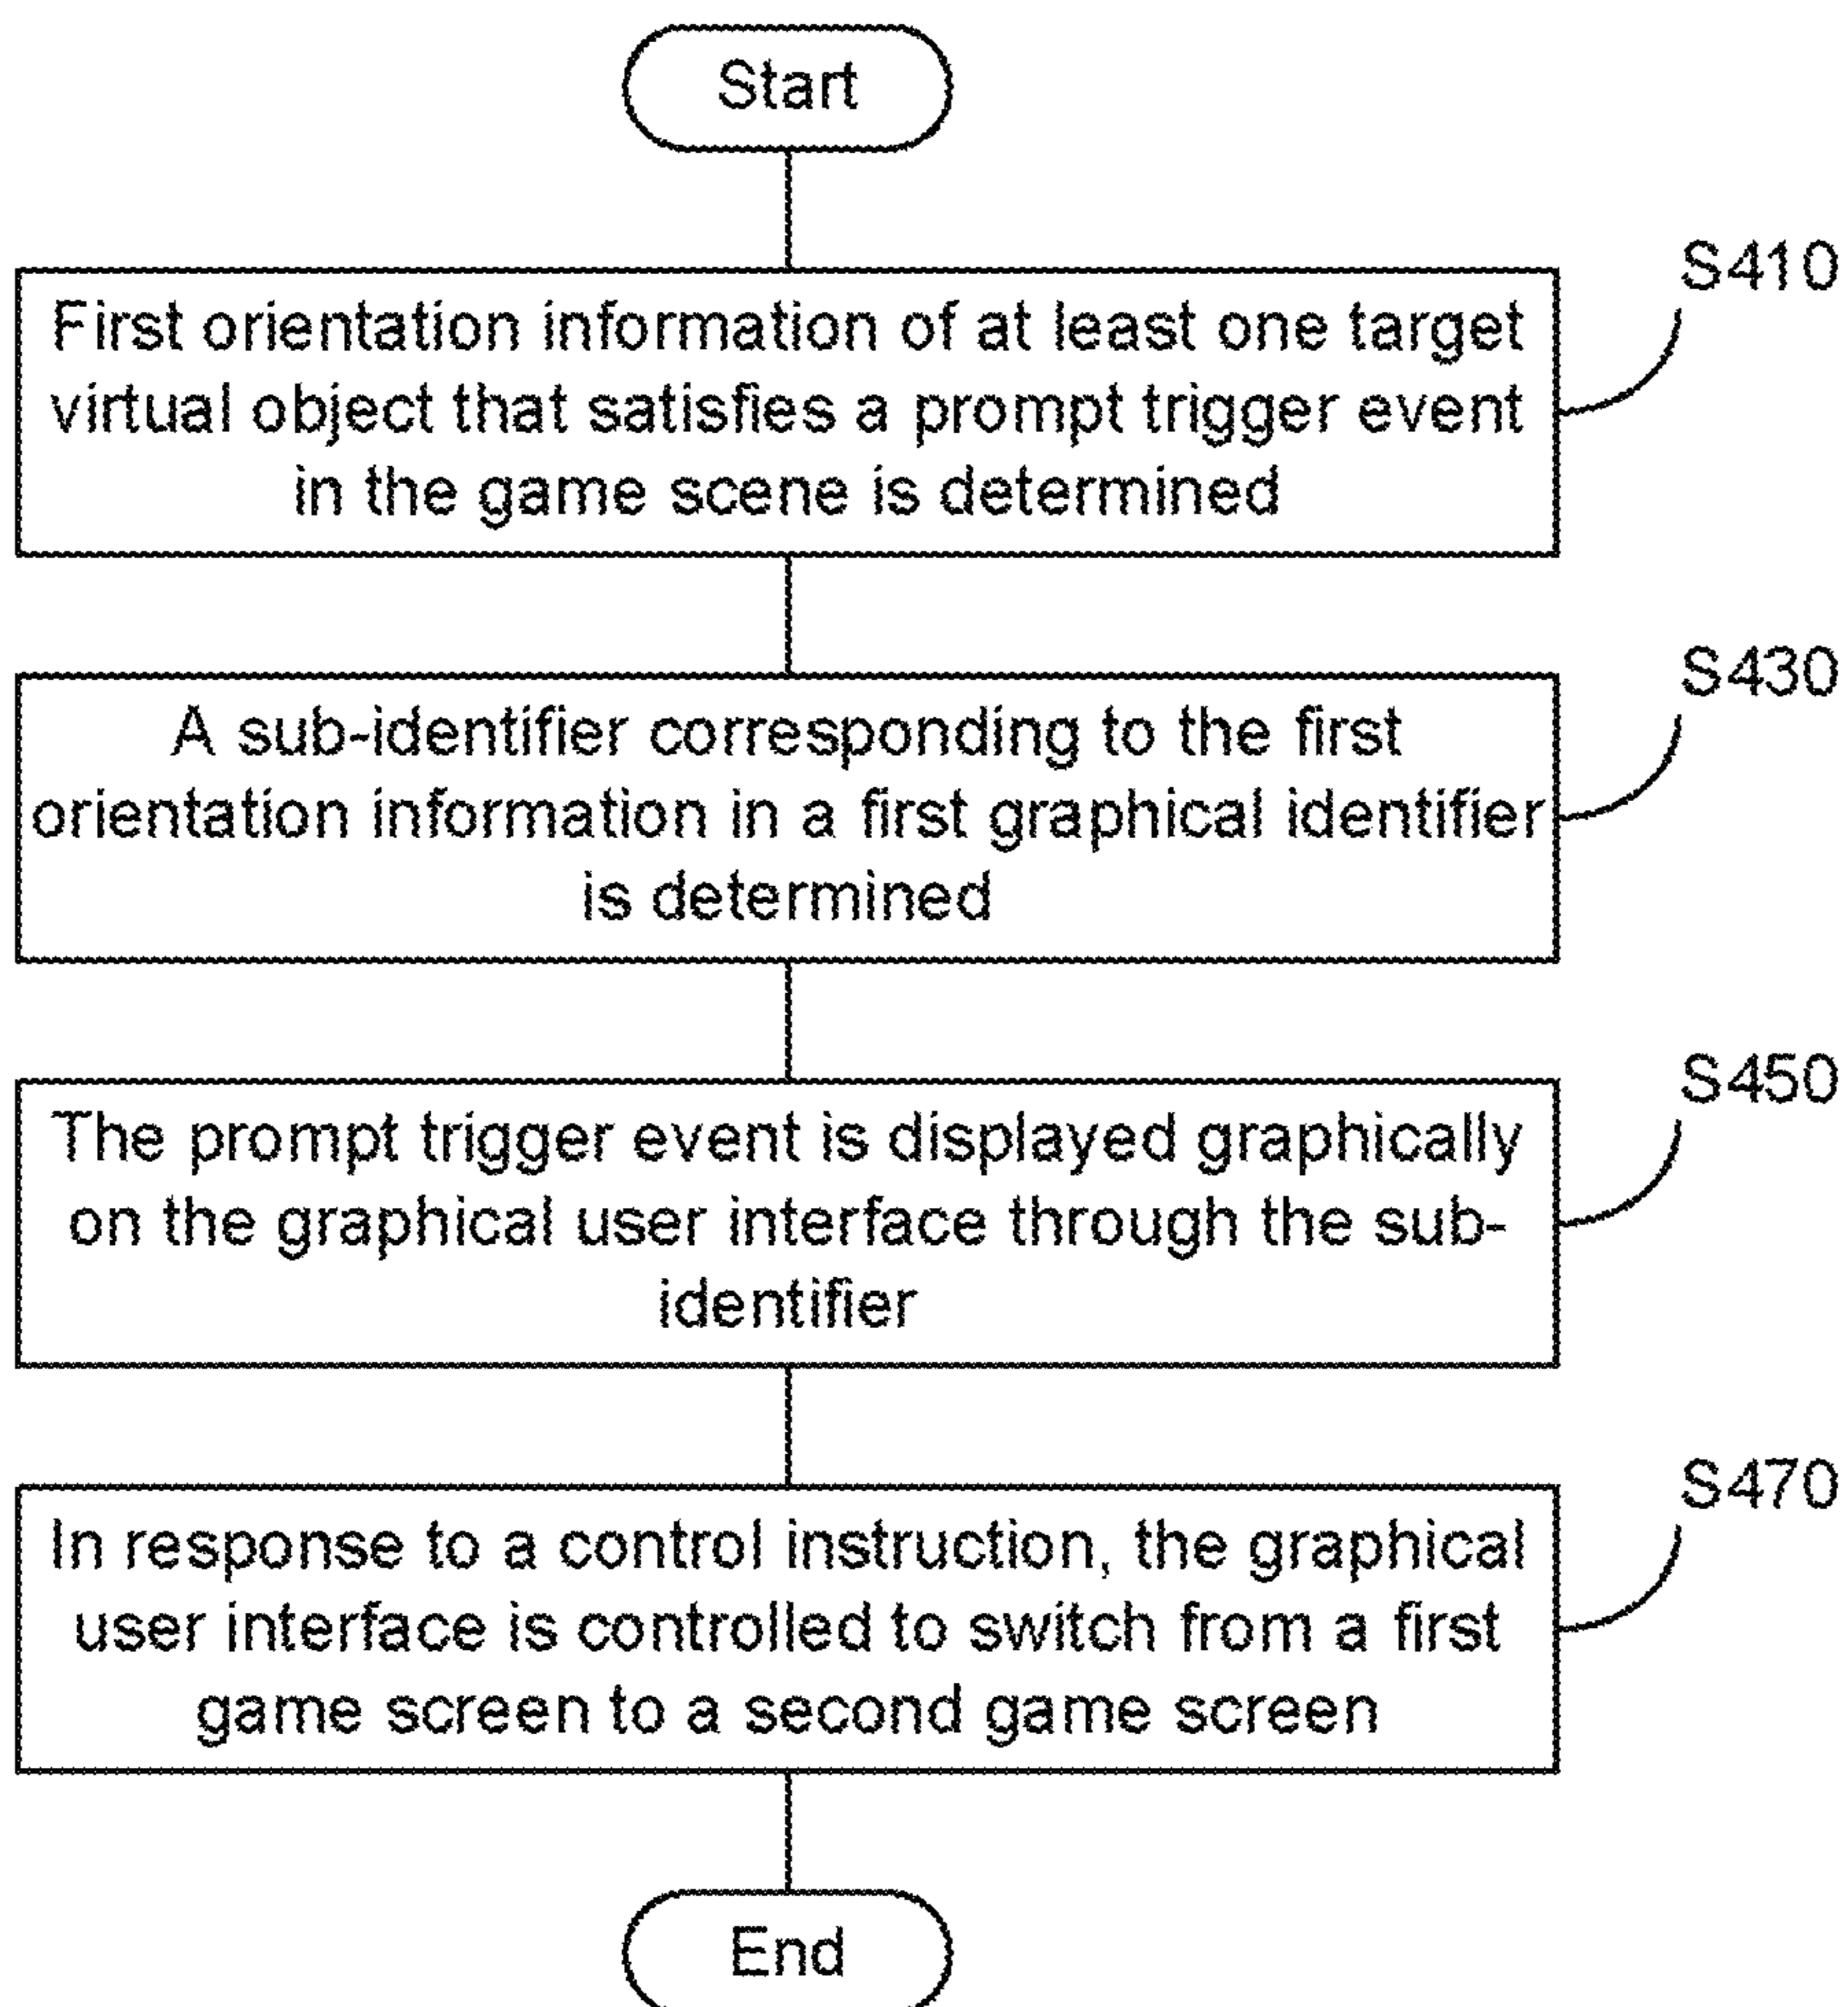 Start
S410
First orientation information of at least one target
virtual object that satisfies a prompt trigger event
in the game scene is determined
S430
A sub-identifier corresponding to the first
orientation information in a first graphical identifier
is determined
S450
The prompt trigger event is displayed graphically
on the graphical user interface through the sub-
identifier
S470
In response to a control instruction, the graphical
user interface is controlled to switch from a first
game screen to a second game screen
End